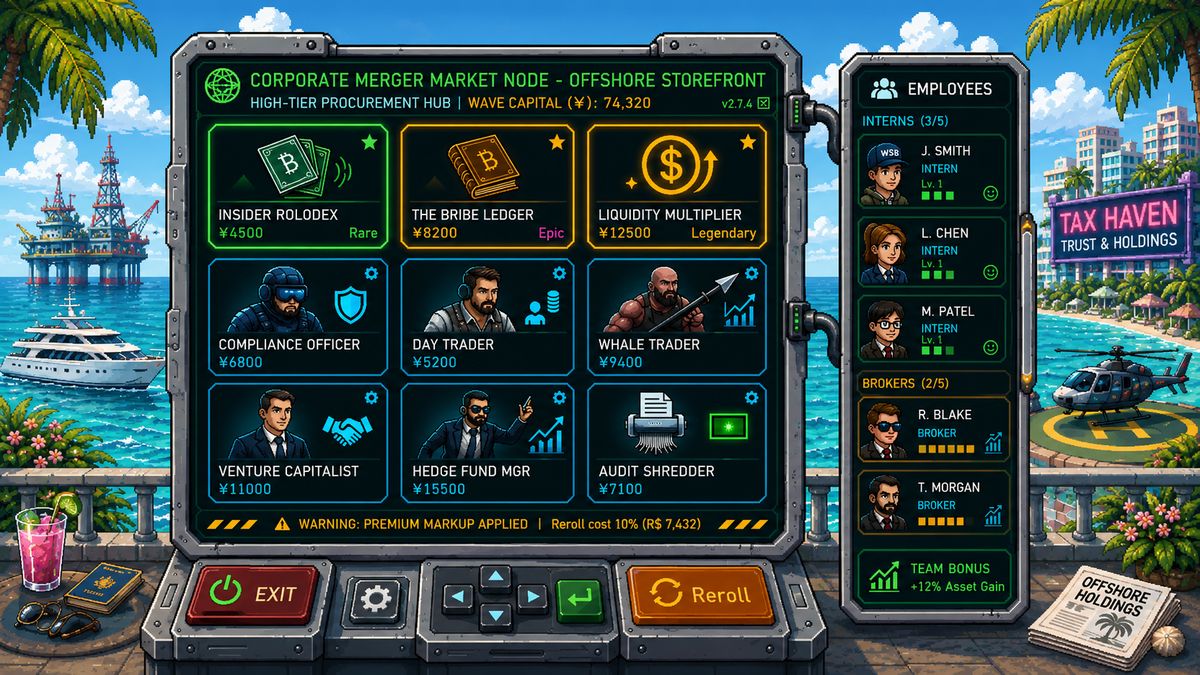 CORPORATE MERGER MARKET NODE - OFFSHORE STOREFRONT
HIGH-TIER PROCUREMENT HUB | WAVE CAPITAL (¥): 74,320
v2.7.4
INSIDER ROLODEX
¥4500 Rare
THE BRIBE LEDGER
¥8200 Epic
LIQUIDITY MULTIPLIER
¥12500 Legendary
COMPLIANCE OFFICER
¥6800
DAY TRADER
¥5200
WHALE TRADER
¥9400
VENTURE CAPITALIST
¥11000
HEDGE FUND MGR
¥15500
AUDIT SHREDDER
¥7100
WARNING: PREMIUM MARKUP APPLIED | Reroll cost 10% (R$ 7,432)
EXIT
Reroll
EMPLOYEES
INTERNS (3/5)
WSB
J. SMITH
INTERN
Lv. 1
L. CHEN
INTERN
Lv. 1
M. PATEL
INTERN
Lv. 1
BROKERS (2/5)
R. BLAKE
BROKER
T. MORGAN
BROKER
TEAM BONUS
+12% Asset Gain
TAX HAVEN
TRUST & HOLDINGS
H
OFFSHORE
HOLDINGS